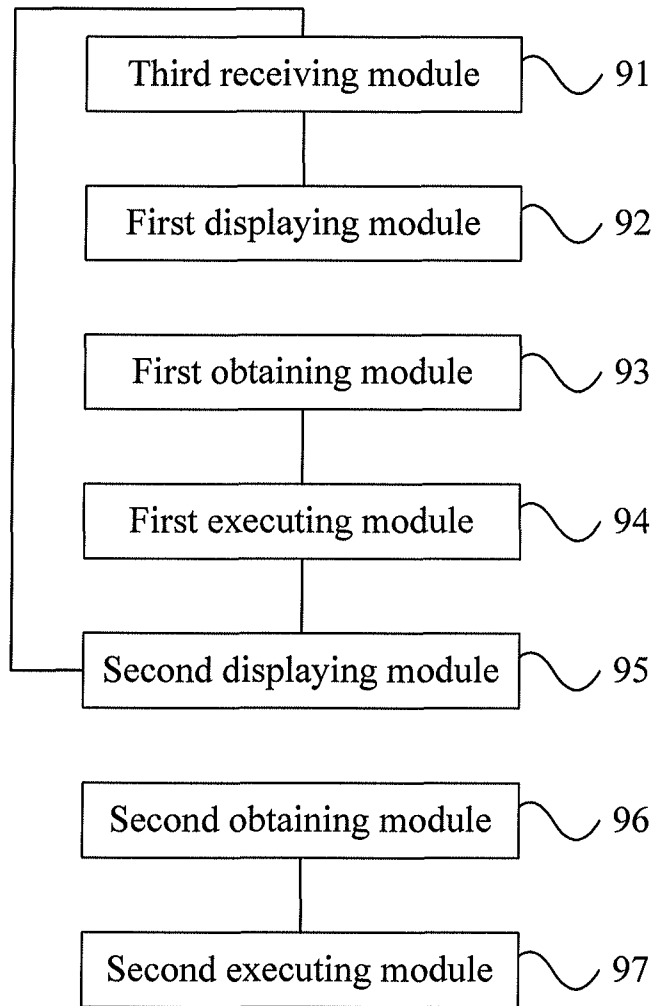 Third receiving module 91
First displaying module 92
First obtaining module 93
First executing module 94
Second displaying module 95
Second obtaining module 96
Second executing module 97